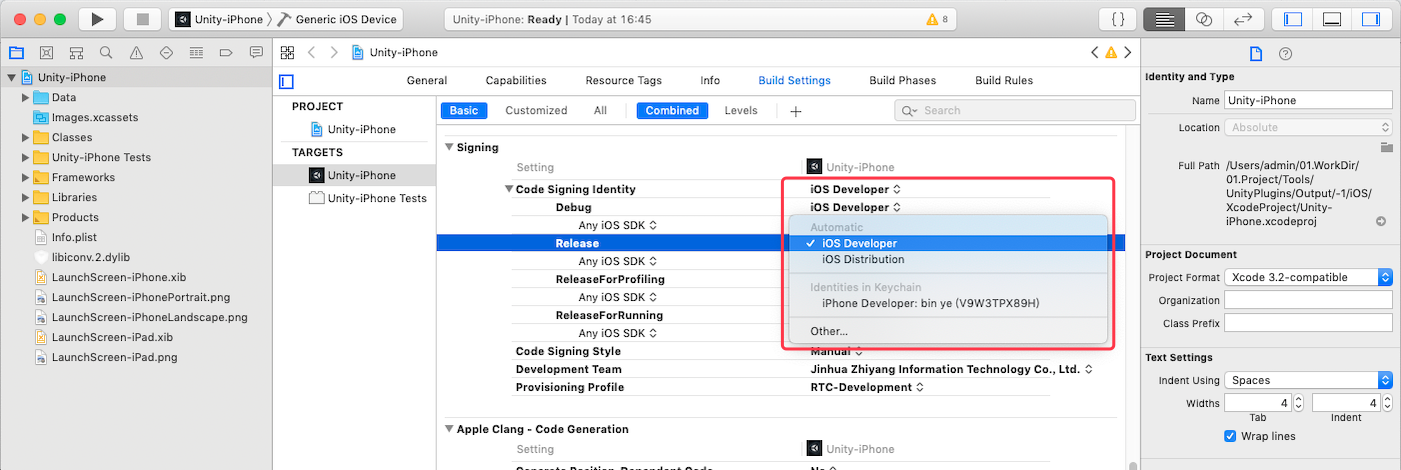 Unity-iPhone
Generic iOS Device
Unity-iPhone: Ready | Today at 16:45
8
{ }
Unity-iPhone
Data
Images.xcassets
Classes
Unity-iPhone Tests
Frameworks
Libraries
Products
Info.plist
libiconv.2.dylib
LaunchScreen-iPhone.xib
LaunchScreen-iPhonePortrait.png
LaunchScreen-iPhoneLandscape.png
LaunchScreen-iPad.xib
LaunchScreen-iPad.png
Unity-iPhone
General Capabilities Resource Tags Info Build Settings Build Phases Build Rules
PROJECT
Unity-iPhone
TARGETS
Unity-iPhone
Unity-iPhone Tests
Basic Customized All Combined Levels + Search
Signing
Setting Unity-iPhone
Code Signing Identity iOS Developer
Debug iOS Developer
Any iOS SDK
Release
Any iOS SDK
ReleaseForProfiling
Any iOS SDK
ReleaseForRunning
Any iOS SDK
Automatic
✓ iOS Developer
iOS Distribution
Identities in Keychain
iPhone Developer: bin ye (V9W3TPX89H)
Other...
Code Signing Style Manual
Development Team Jinhua Zhiyang Information Technology Co., Ltd.
Provisioning Profile RTC-Development
Apple Clang - Code Generation
Setting Unity-iPhone
Generate Position-Dependent Code No
Identity and Type
Name Unity-iPhone
Location Absolute
Full Path /Users/admin/01.WorkDir/
01.Project/Tools/
UnityPlugins/Output/-1/iOS/
XcodeProject/Unity-
iPhone.xcodeproj
Project Document
Project Format Xcode 3.2-compatible
Organization
Class Prefix
Text Settings
Indent Using Spaces
Widths 4 4
Tab Indent
Wrap lines